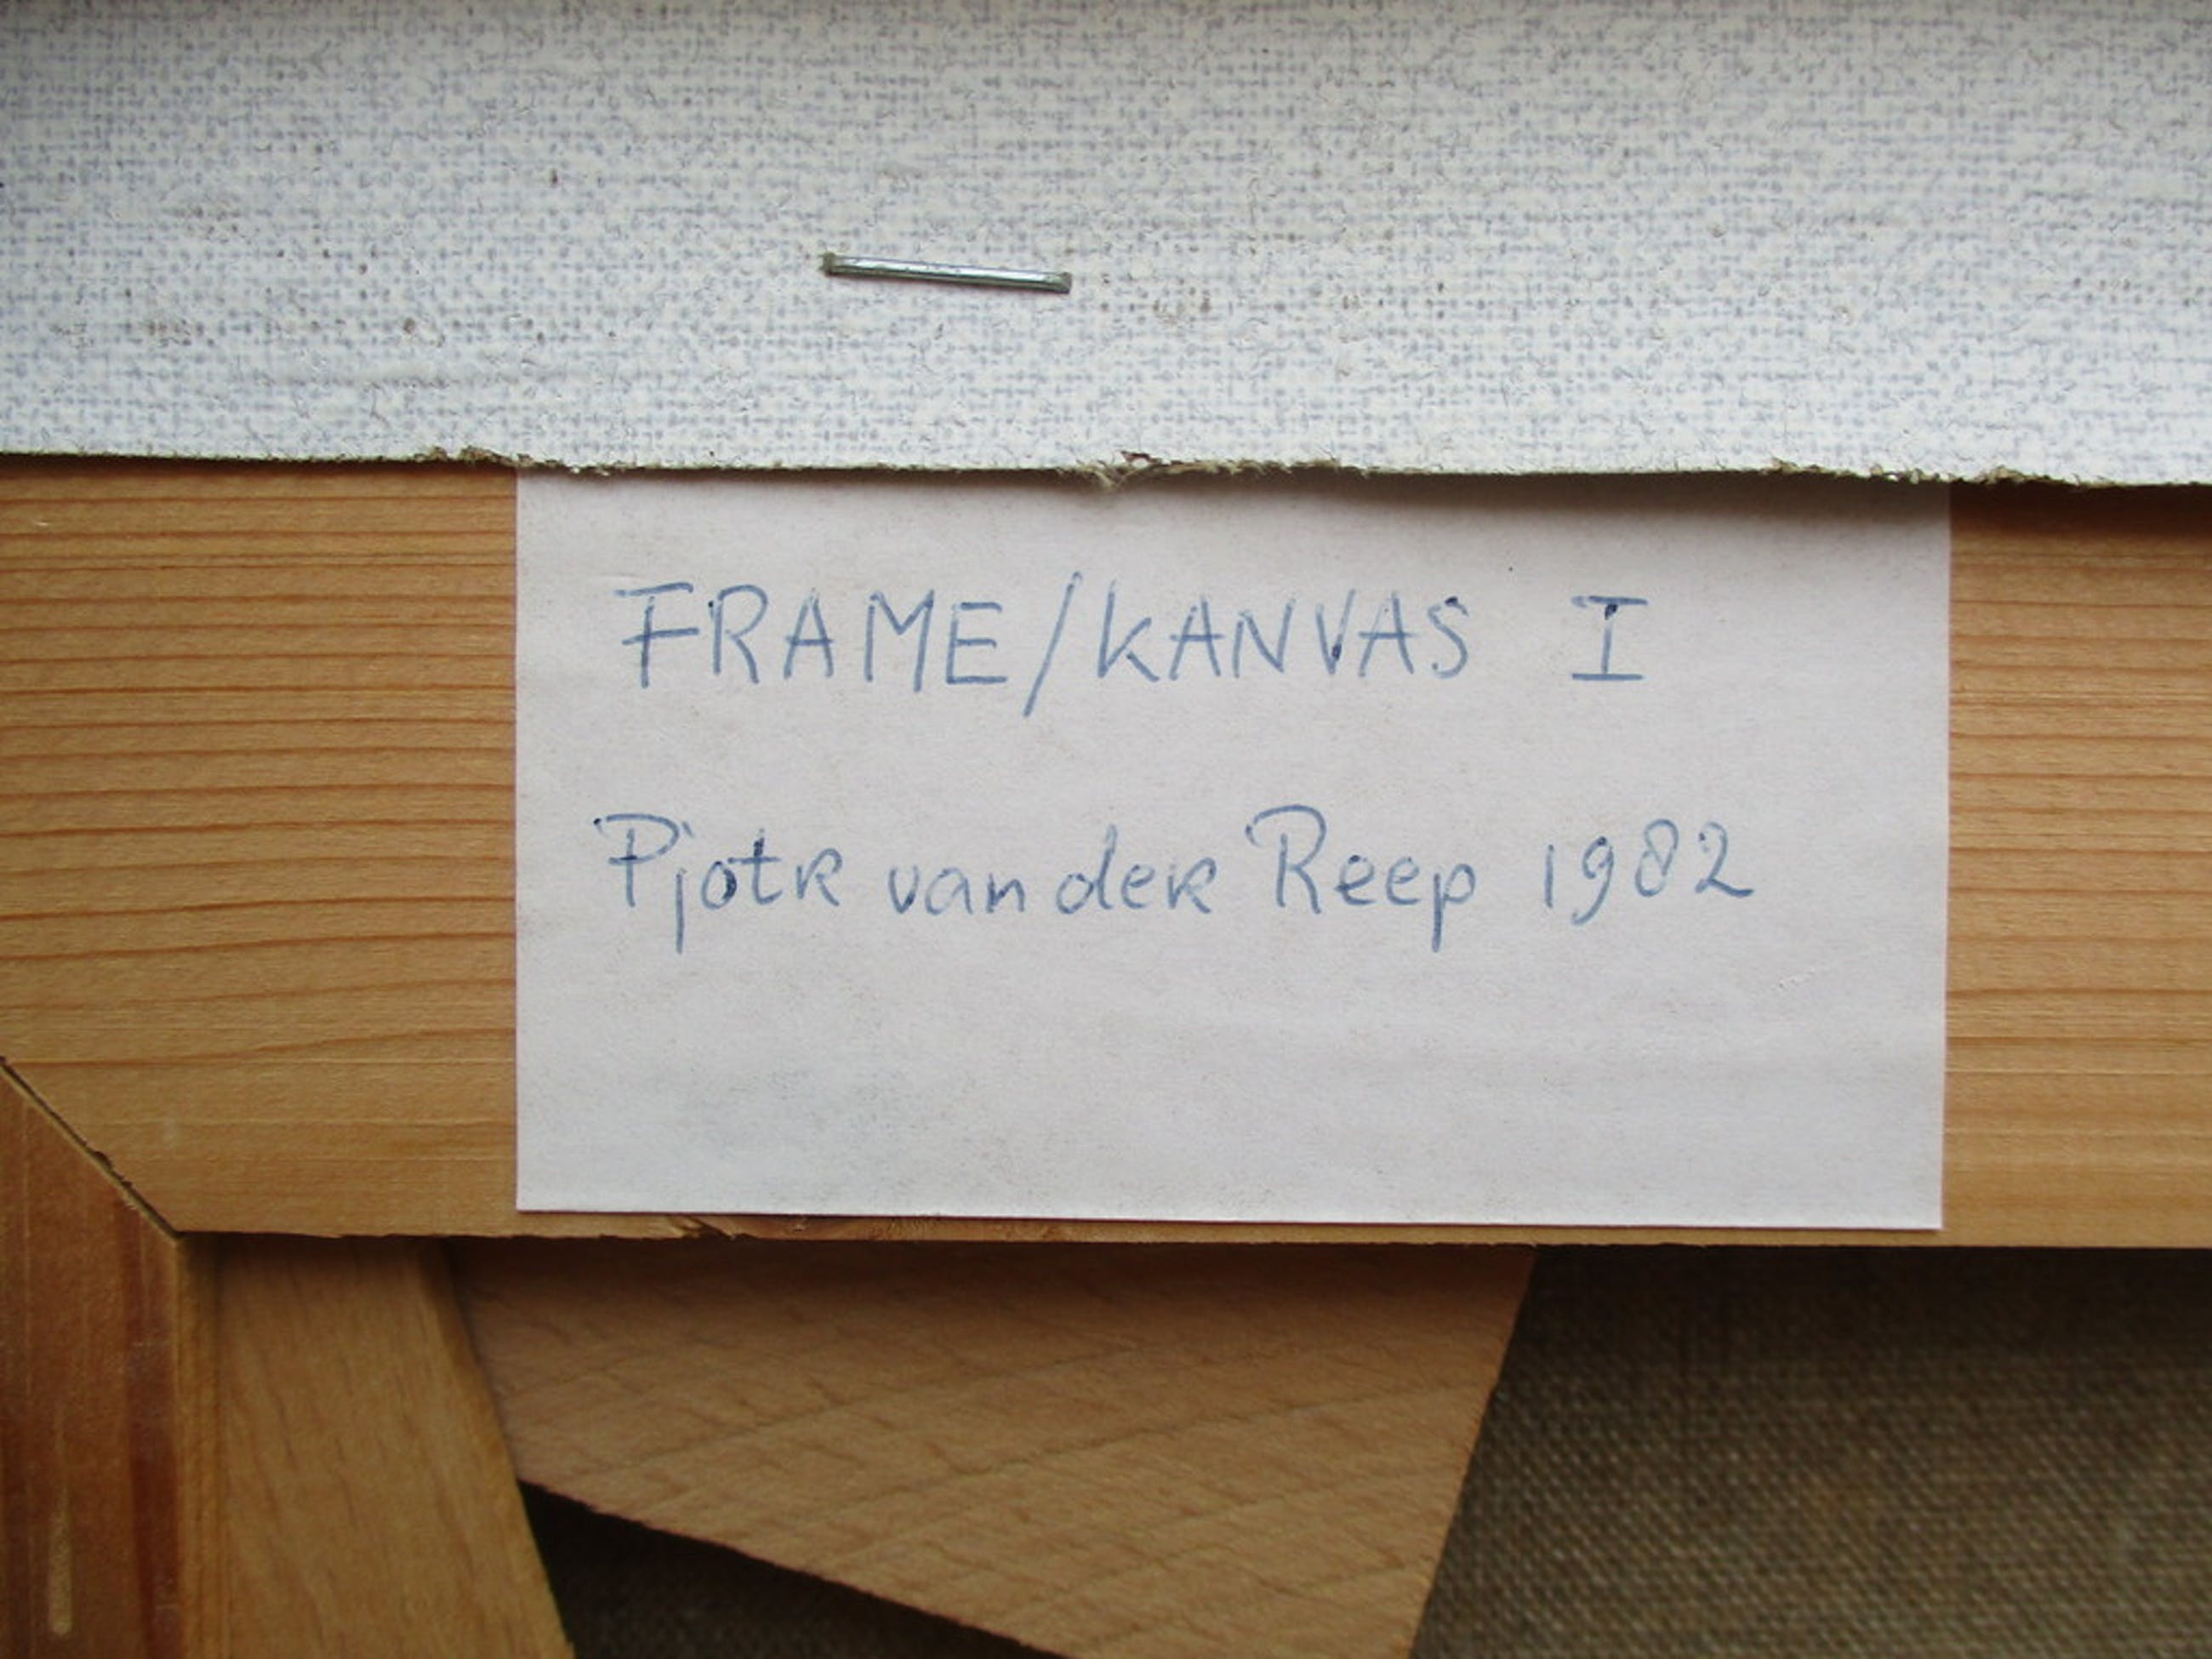 FRAME/KANVAS I
Pjotr van der Reep 1982